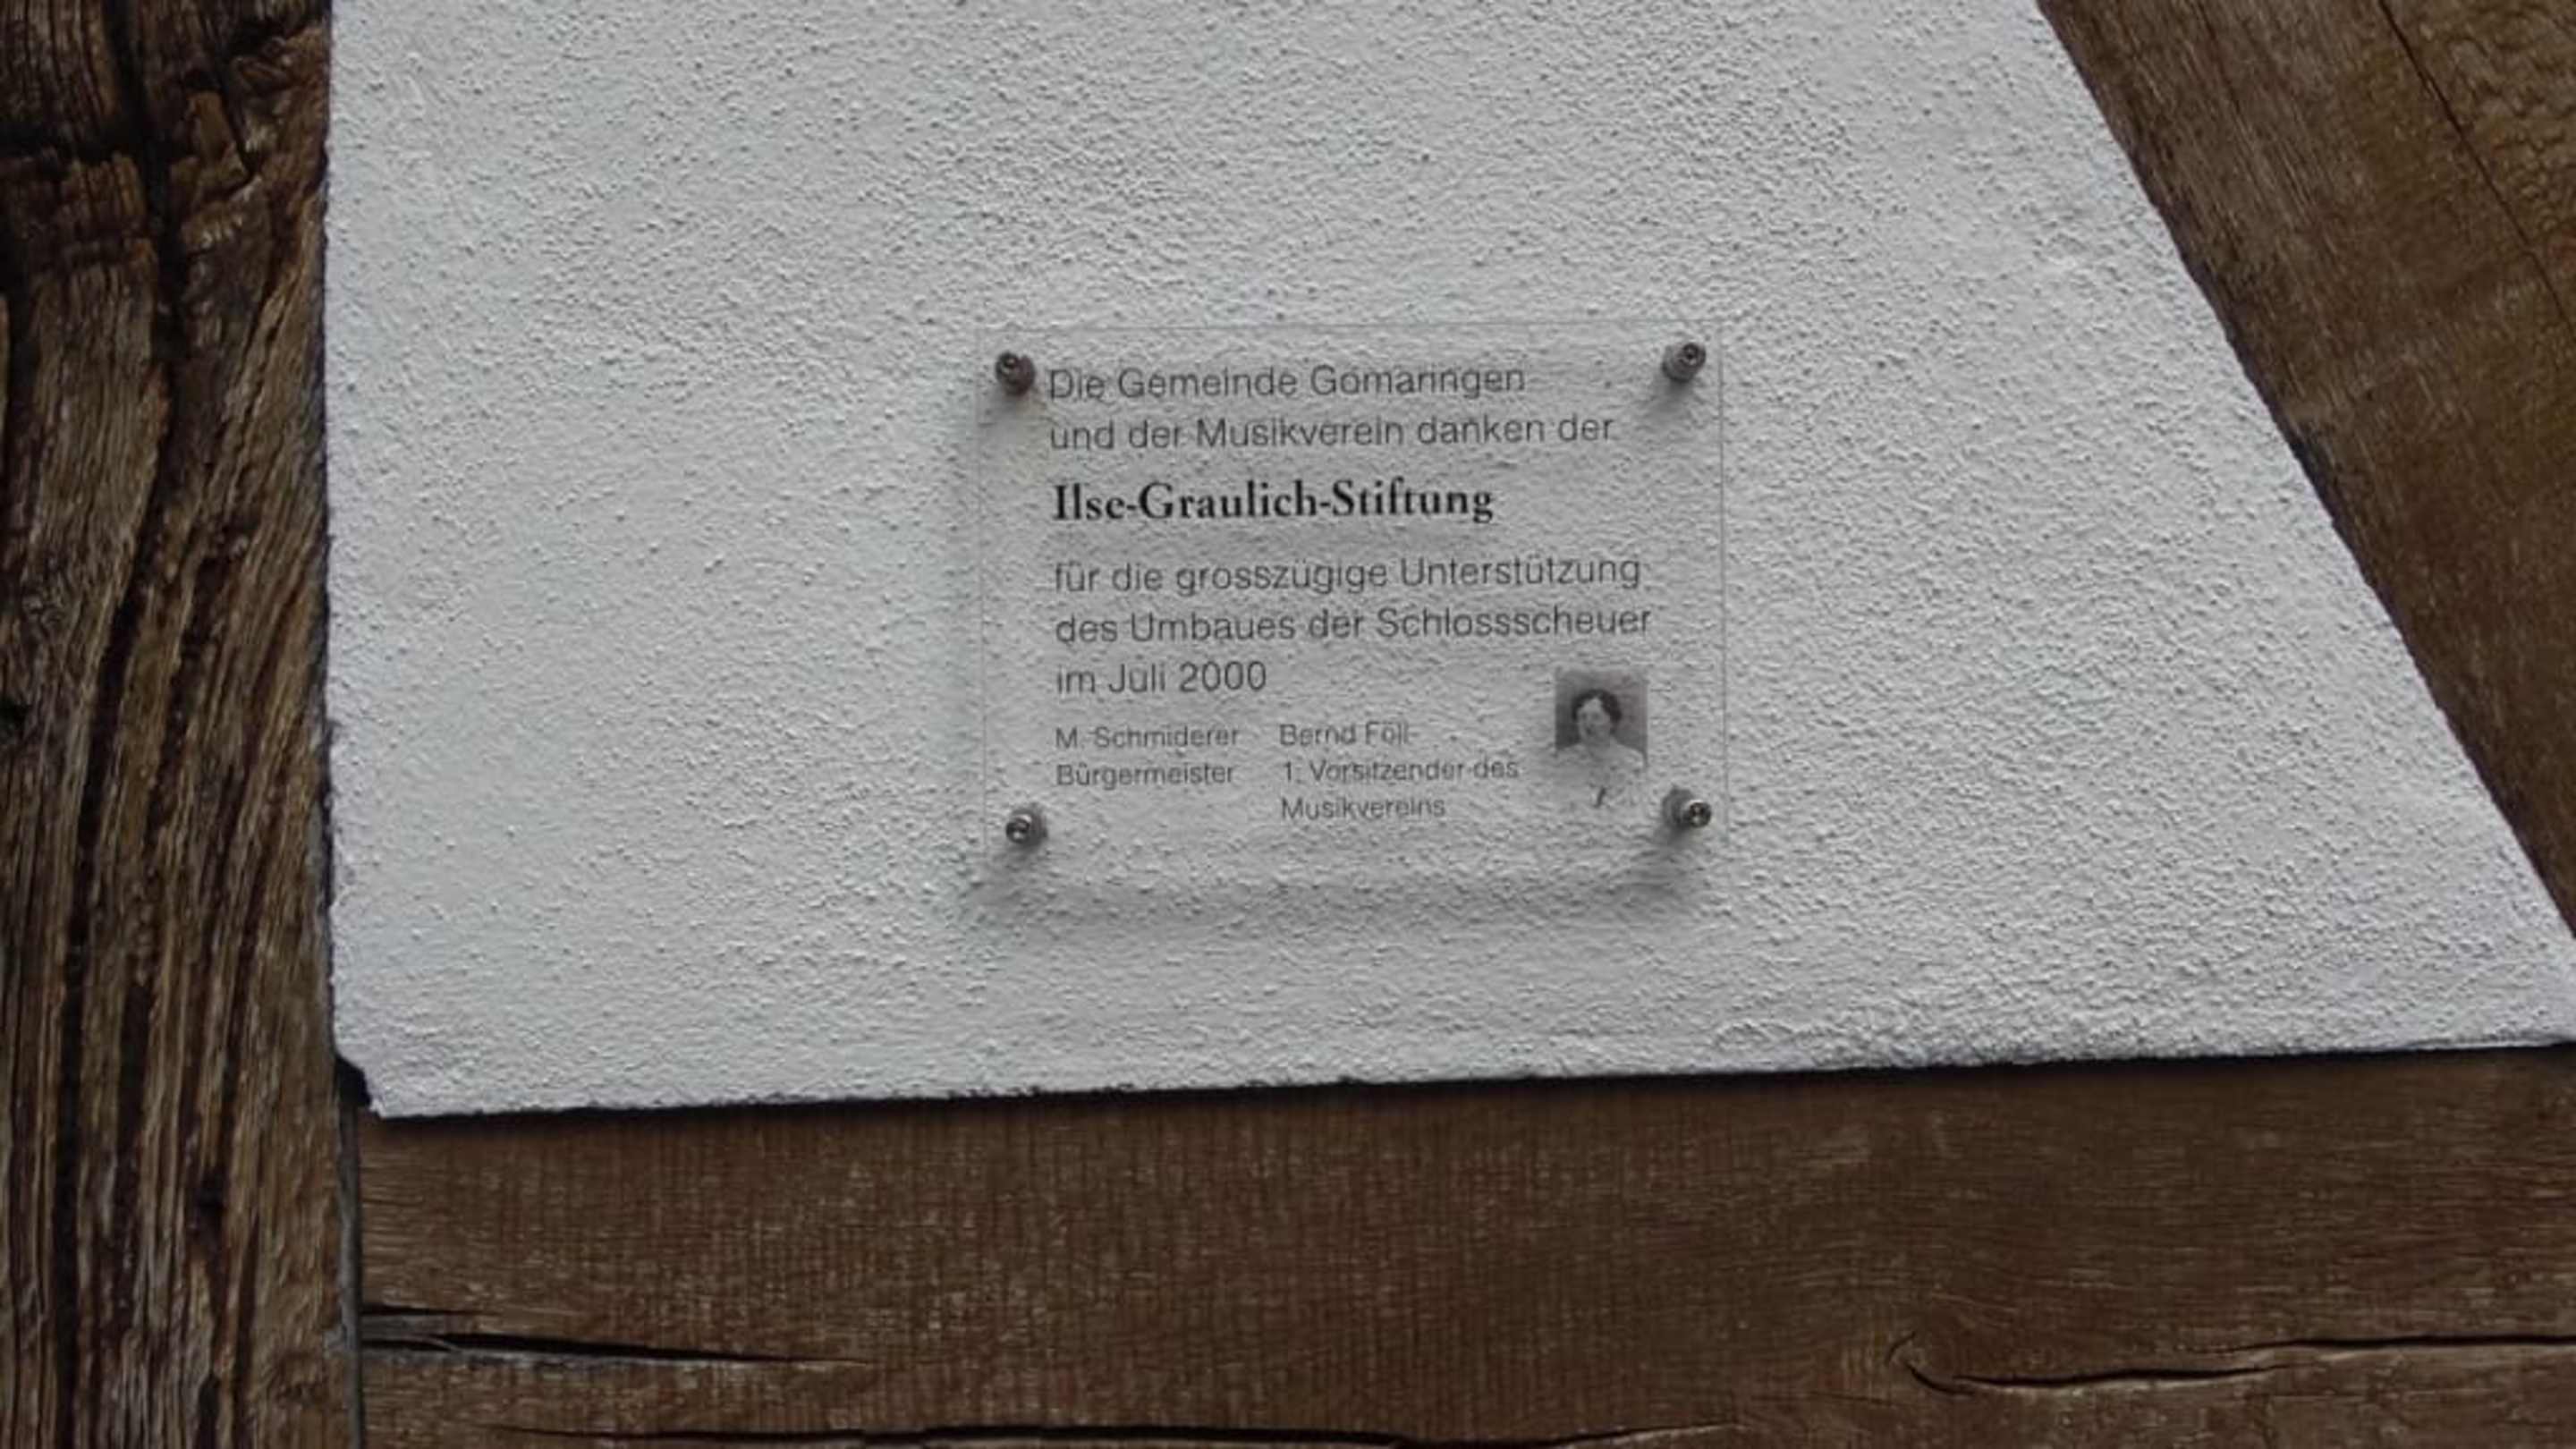 Die Gemeinde Gomaringen
und der Musikverein danken der
Ilse-Graulich-Stiftung
für die grosszügige Unterstützung
des Umbaues der Schlossscheuer
im Juli 2000
M. Schmiderer
Bürgermeister
Bernd Föll
1. Vorsitzender des
Musikvereins